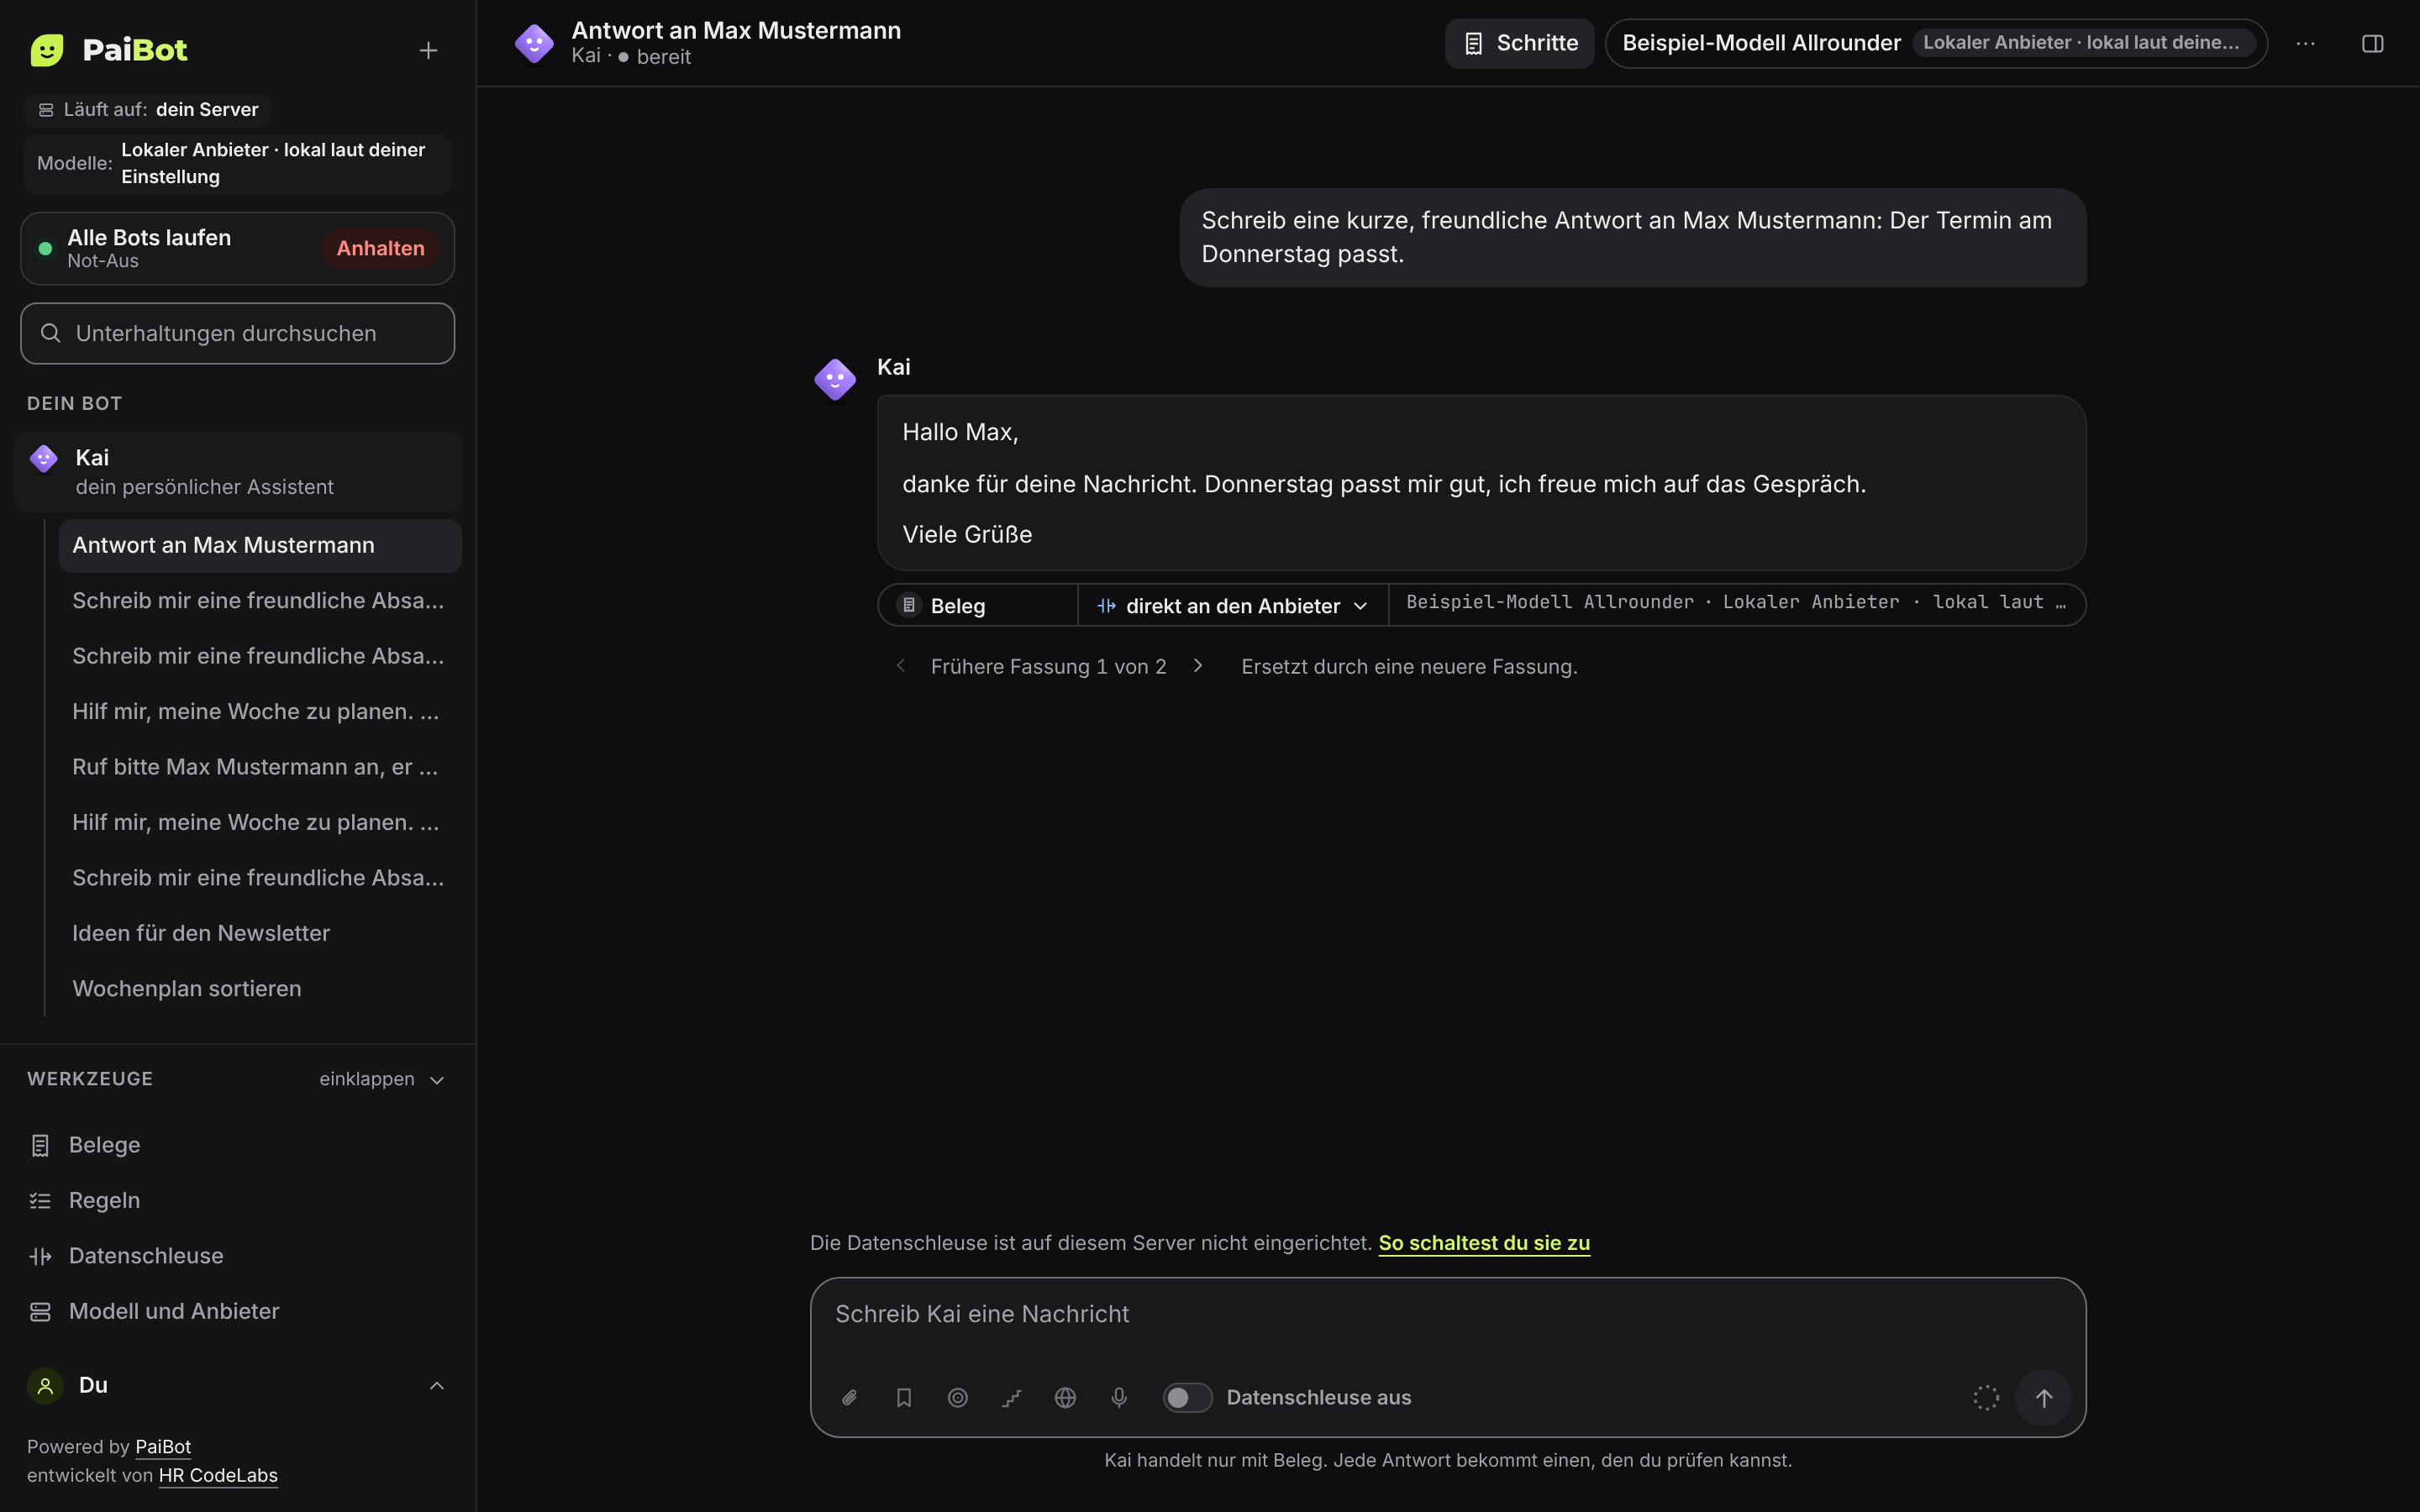 PaiBot
Läuft auf: dein Server
Modelle: Lokaler Anbieter · lokal laut deiner
Einstellung
Alle Bots laufen
Not-Aus
Anhalten
Unterhaltungen durchsuchen
DEIN BOT
Kai
dein persönlicher Assistent
Antwort an Max Mustermann
Schreib mir eine freundliche Absa...
Schreib mir eine freundliche Absa...
Hilf mir, meine Woche zu planen. ...
Ruf bitte Max Mustermann an, er ...
Hilf mir, meine Woche zu planen. ...
Schreib mir eine freundliche Absa...
Ideen für den Newsletter
Wochenplan sortieren
WERKZEUGE einklappen
Belege
Regeln
Datenschleuse
Modell und Anbieter
Du
Powered by PaiBot
entwickelt von HR CodeLabs
Antwort an Max Mustermann
Kai · bereit
Schritte
Beispiel-Modell Allrounder Lokaler Anbieter · lokal laut deine...
Schreib eine kurze, freundliche Antwort an Max Mustermann: Der Termin am
Donnerstag passt.
Kai
Hallo Max,
danke für deine Nachricht. Donnerstag passt mir gut, ich freue mich auf das Gespräch.
Viele Grüße
Beleg direkt an den Anbieter Beispiel-Modell Allrounder · Lokaler Anbieter · lokal laut …
Frühere Fassung 1 von 2 Ersetzt durch eine neuere Fassung.
Die Datenschleuse ist auf diesem Server nicht eingerichtet. So schaltest du sie zu
Schreib Kai eine Nachricht
Datenschleuse aus
Kai handelt nur mit Beleg. Jede Antwort bekommt einen, den du prüfen kannst.